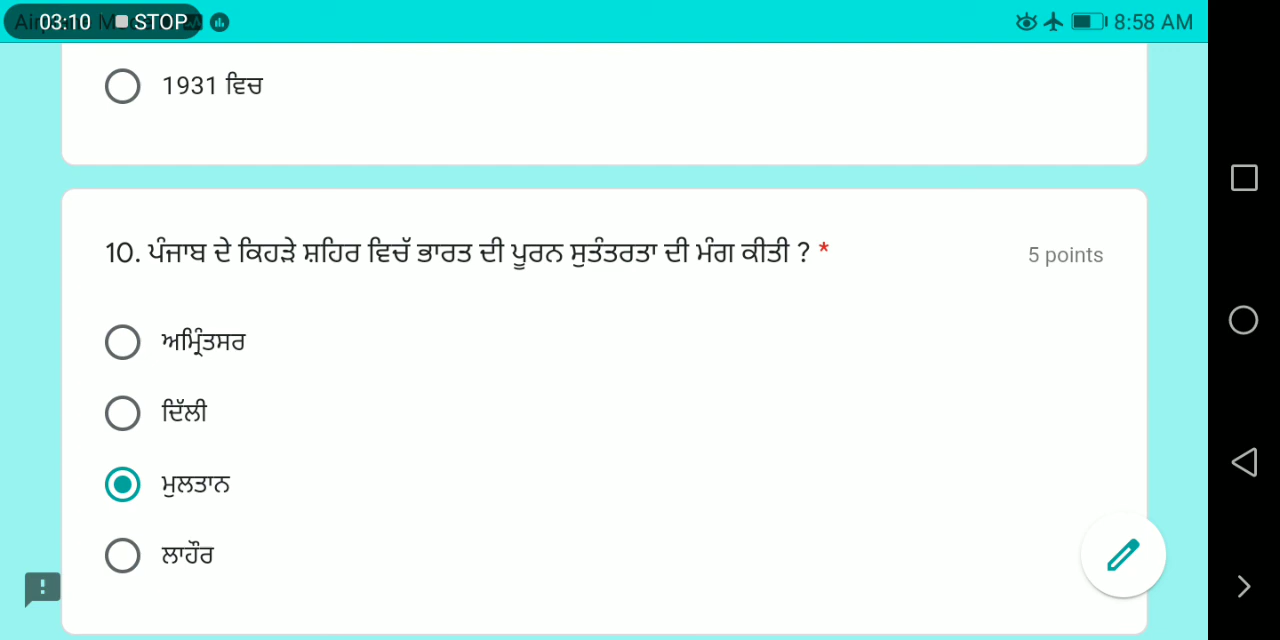 03:10 STOP 8:58 AM
1931 ਵਿਚ
10. ਪੰਜਾਬ ਦੇ ਕਿਹੜੇ ਸ਼ਹਿਰ ਵਿਚੱ ਭਾਰਤ ਦੀ ਪੂਰਨ ਸੁਤੰਤਰਤਾ ਦੀ ਮੰਗ ਕੀਤੀ ? * 5 points
ਅਮ੍ਰਿੰਤਸਰ
ਦਿੱਲੀ
ਮੁਲਤਾਨ
ਲਾਹੌਰ